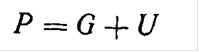 P = G + U